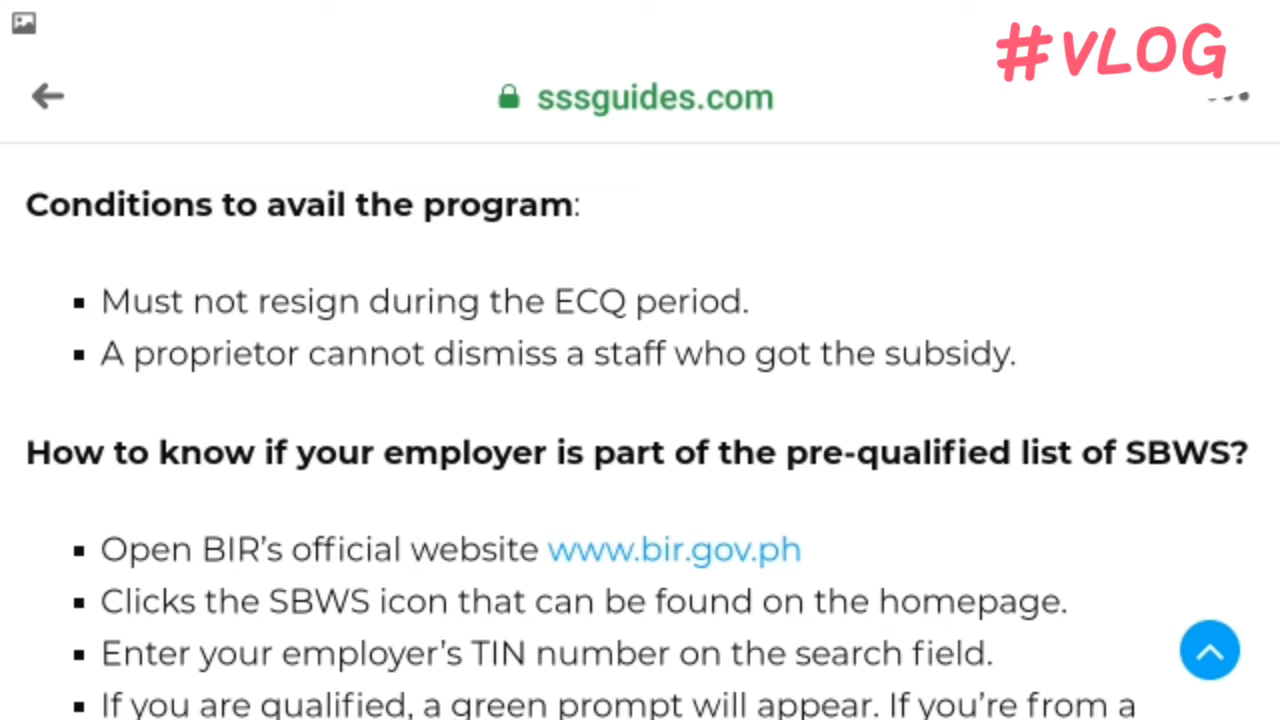 #VLOG
sssguides.com
Conditions to avail the program:
Must not resign during the ECQ period.
A proprietor cannot dismiss a staff who got the subsidy.
How to know if your employer is part of the pre-qualified list of SBWS?
Open BIR’s official website www.bir.gov.ph
Clicks the SBWS icon that can be found on the homepage.
Enter your employer’s TIN number on the search field.
If you are qualified, a green prompt will appear. If you’re from a